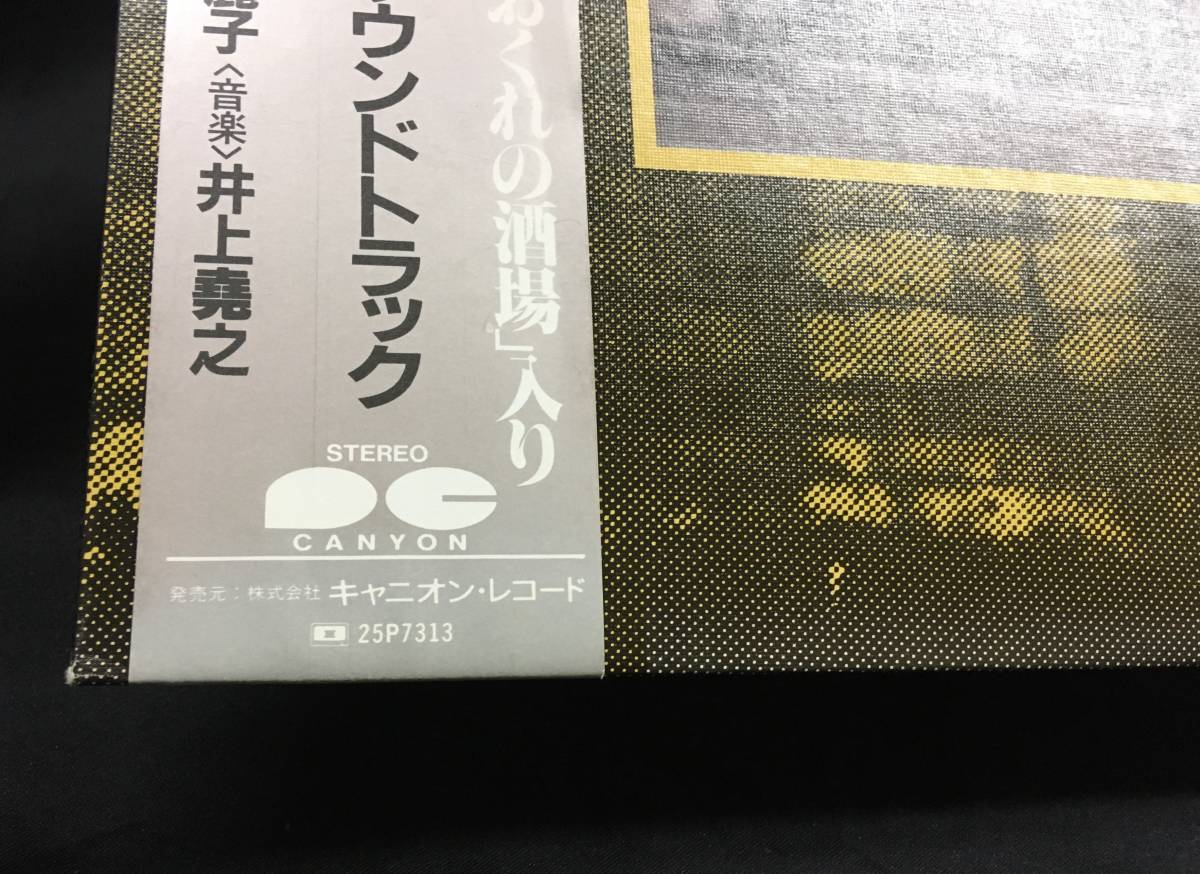 おくれの酒場」入り
ウンドトラック
子〈音楽〉井上堯之
STEREO
CANYON
発売元：株式会社 キャニオン・レコード
25P7313